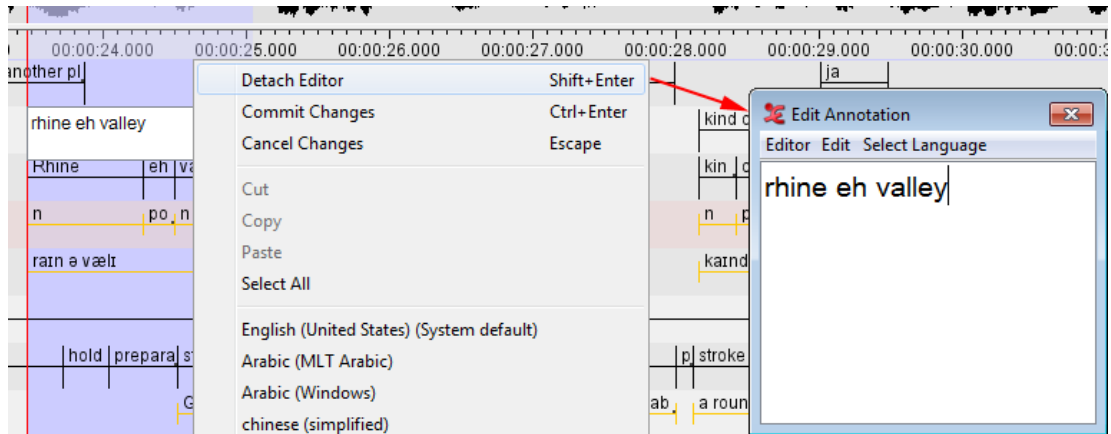 00:00:24.000 00:00:25.000 00:00:26.000 00:00:27.000 00:00:28.000 00:00:29.000 00:00:30.000
another pl
ja
rhine eh valley
kind
Rhine eh
kin
n po n
n p
raɪn ə vælɪ
kaɪnd
hold prepara
p stroke
G
ab a roun
Detach Editor Shift+Enter
Commit Changes Ctrl+Enter
Cancel Changes Escape
Cut
Copy
Paste
Select All
English (United States) (System default)
Arabic (MLT Arabic)
Arabic (Windows)
chinese (simplified)
Edit Annotation
Editor Edit Select Language
rhine eh valley